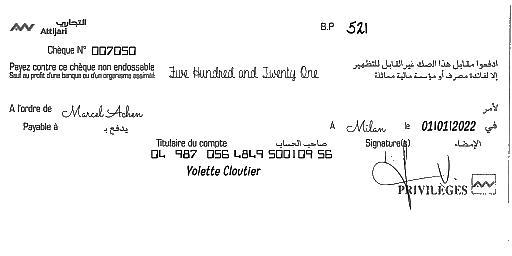 التجاري
Attijari
B.P 521
Chèque N° 007050
Payez contre ce chèque non endossable
Sauf au profit d'une banque ou d'un organisme assimilé
Five Hundred and Twenty One
ادفعوا مقابل هذا الصك غير القابل للتظهير
إلا لفائدة مصرف أو مؤسسة مالية مماثلة
A l'ordre de Marcel Achen لأمر
Payable à يدفع بـ
A Milan le 01/01/2022 في
Titulaire du compte صاحب الحساب
Signature(s) الإمضاء
04 987 056 4849 500109 56
Yolette Cloutier
PRIVILÈGES